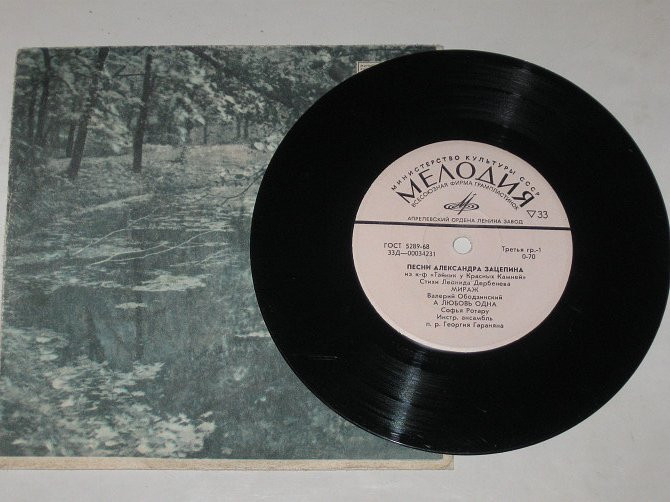 МИНИСТЕРСТВО КУЛЬТУРЫ СССР
МЕЛОДИЯ
ВСЕСОЮЗНАЯ ФИРМА ГРАМПЛАСТИНОК
▽33
АПРЕЛЕВСКИЙ ОРДЕНА ЛЕНИНА ЗАВОД
ГОСТ 5289-68
33Д—00034231
Третья гр.-1
0-70
ПЕСНИ АЛЕКСАНДРА ЗАЦЕПИНА
из к-ф «Тайник у Красных Камней»
Стихи Леонида Дербенева
МИРАЖ
Валерий Ободзинский
А ЛЮБОВЬ ОДНА
Софья Ротару
Инстр. ансамбль
п. р. Георгия Гараняна